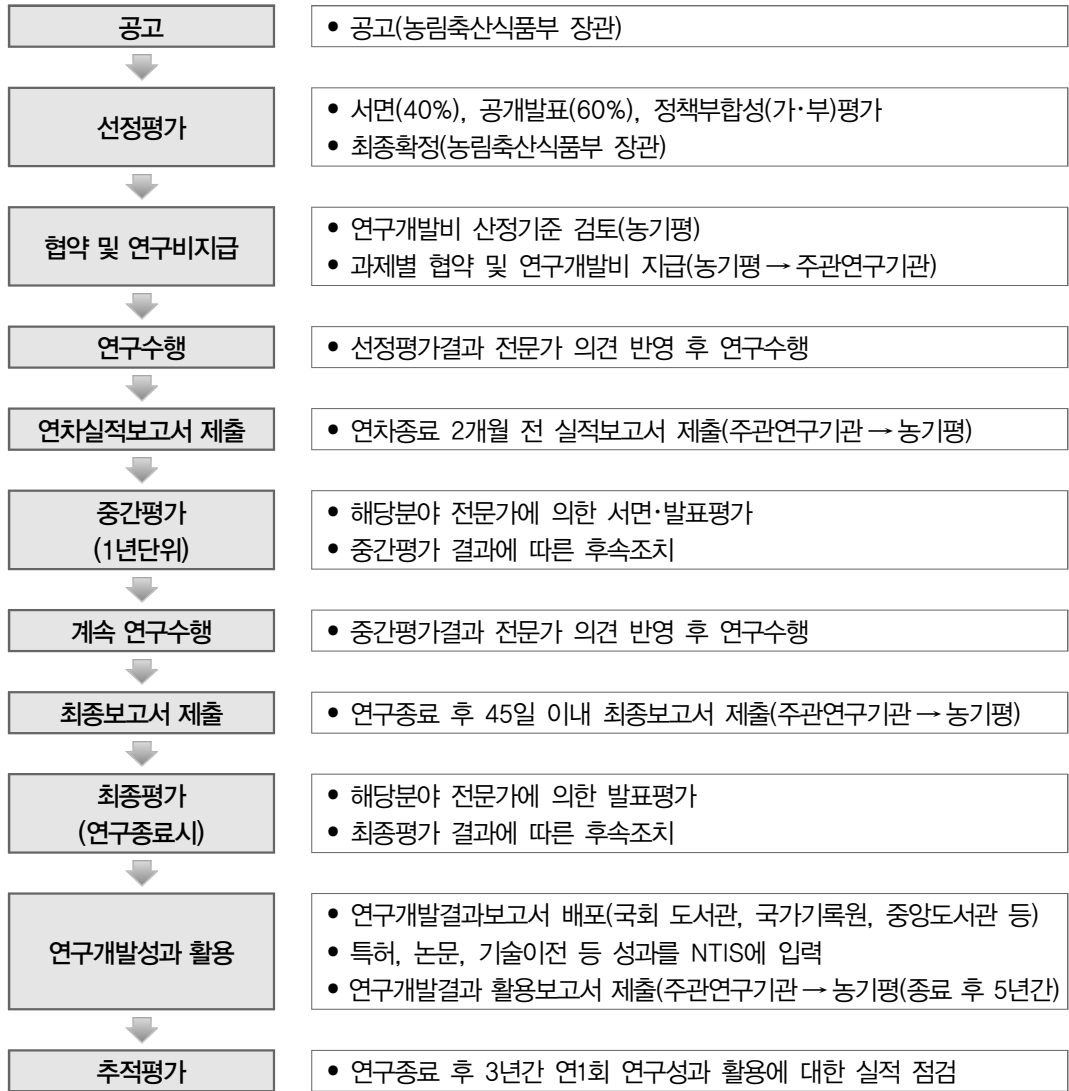 공고
• 공고(농림축산식품부 장관)
선정평가
• 서면(40%), 공개발표(60%), 정책부합성(가·부)평가
• 최종확정(농림축산식품부 장관)
협약 및 연구비지급
• 연구개발비 산정기준 검토(농기평)
• 과제별 협약 및 연구개발비 지급(농기평→주관연구기관)
연구수행
• 선정평가결과 전문가 의견 반영 후 연구수행
연차실적보고서 제출
• 연차종료 2개월 전 실적보고서 제출(주관연구기관→농기평)
중간평가
(1년단위)
• 해당분야 전문가에 의한 서면·발표평가
• 중간평가 결과에 따른 후속조치
계속 연구수행
• 중간평가결과 전문가 의견 반영 후 연구수행
최종보고서 제출
• 연구종료 후 45일 이내 최종보고서 제출(주관연구기관→농기평)
최종평가
(연구종료시)
• 해당분야 전문가에 의한 발표평가
• 최종평가 결과에 따른 후속조치
연구개발성과 활용
• 연구개발결과보고서 배포(국회 도서관, 국가기록원, 중앙도서관 등)
• 특허, 논문, 기술이전 등 성과를 NTIS에 입력
• 연구개발결과 활용보고서 제출(주관연구기관→농기평(종료 후 5년간)
추적평가
• 연구종료 후 3년간 연1회 연구성과 활용에 대한 실적 점검